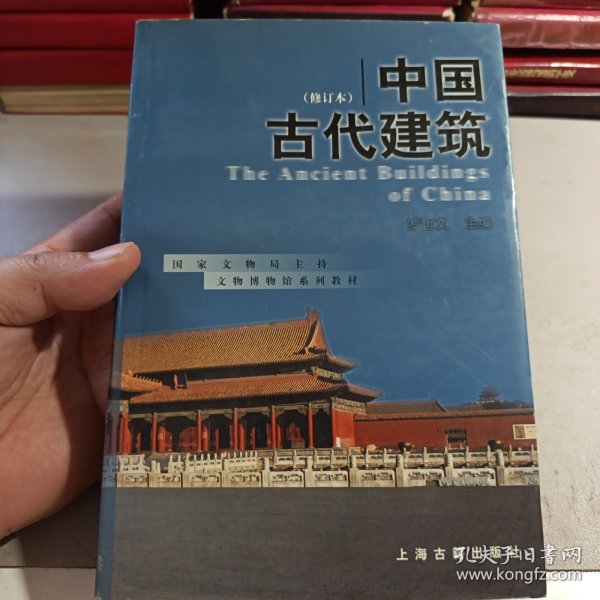 (修订本)
中国
古代建筑
The Ancient Buildings
of China
罗哲文 主编
国家文物局主持
文物博物馆系列教材
上海古籍出版社
孔夫子旧书网
www.kongfz.com